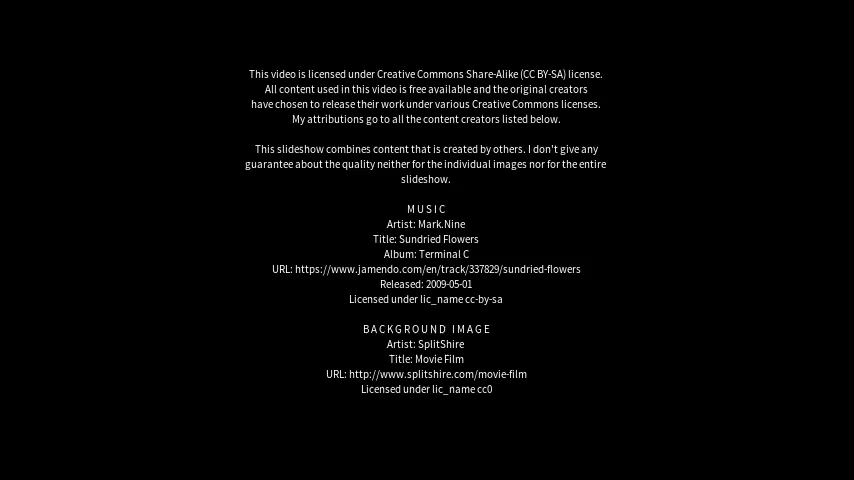 This video is licensed under Creative Commons Share-Alike (CC BY-SA) license.
All content used in this video is free available and the original creators
have chosen to release their work under various Creative Commons licenses.
My attributions go to all the content creators listed below.
This slideshow combines content that is created by others. I don't give any
guarantee about the quality neither for the individual images nor for the entire
slideshow.
MUSIC
Artist: Mark.Nine
Title: Sundried Flowers
Album: Terminal C
URL: https://www.jamendo.com/en/track/337829/sundried-flowers
Released: 2009-05-01
Licensed under lic_name cc-by-sa
BACKGROUND IMAGE
Artist: SplitShire
Title: Movie Film
URL: http://www.splitshire.com/movie-film
Licensed under lic_name cc0